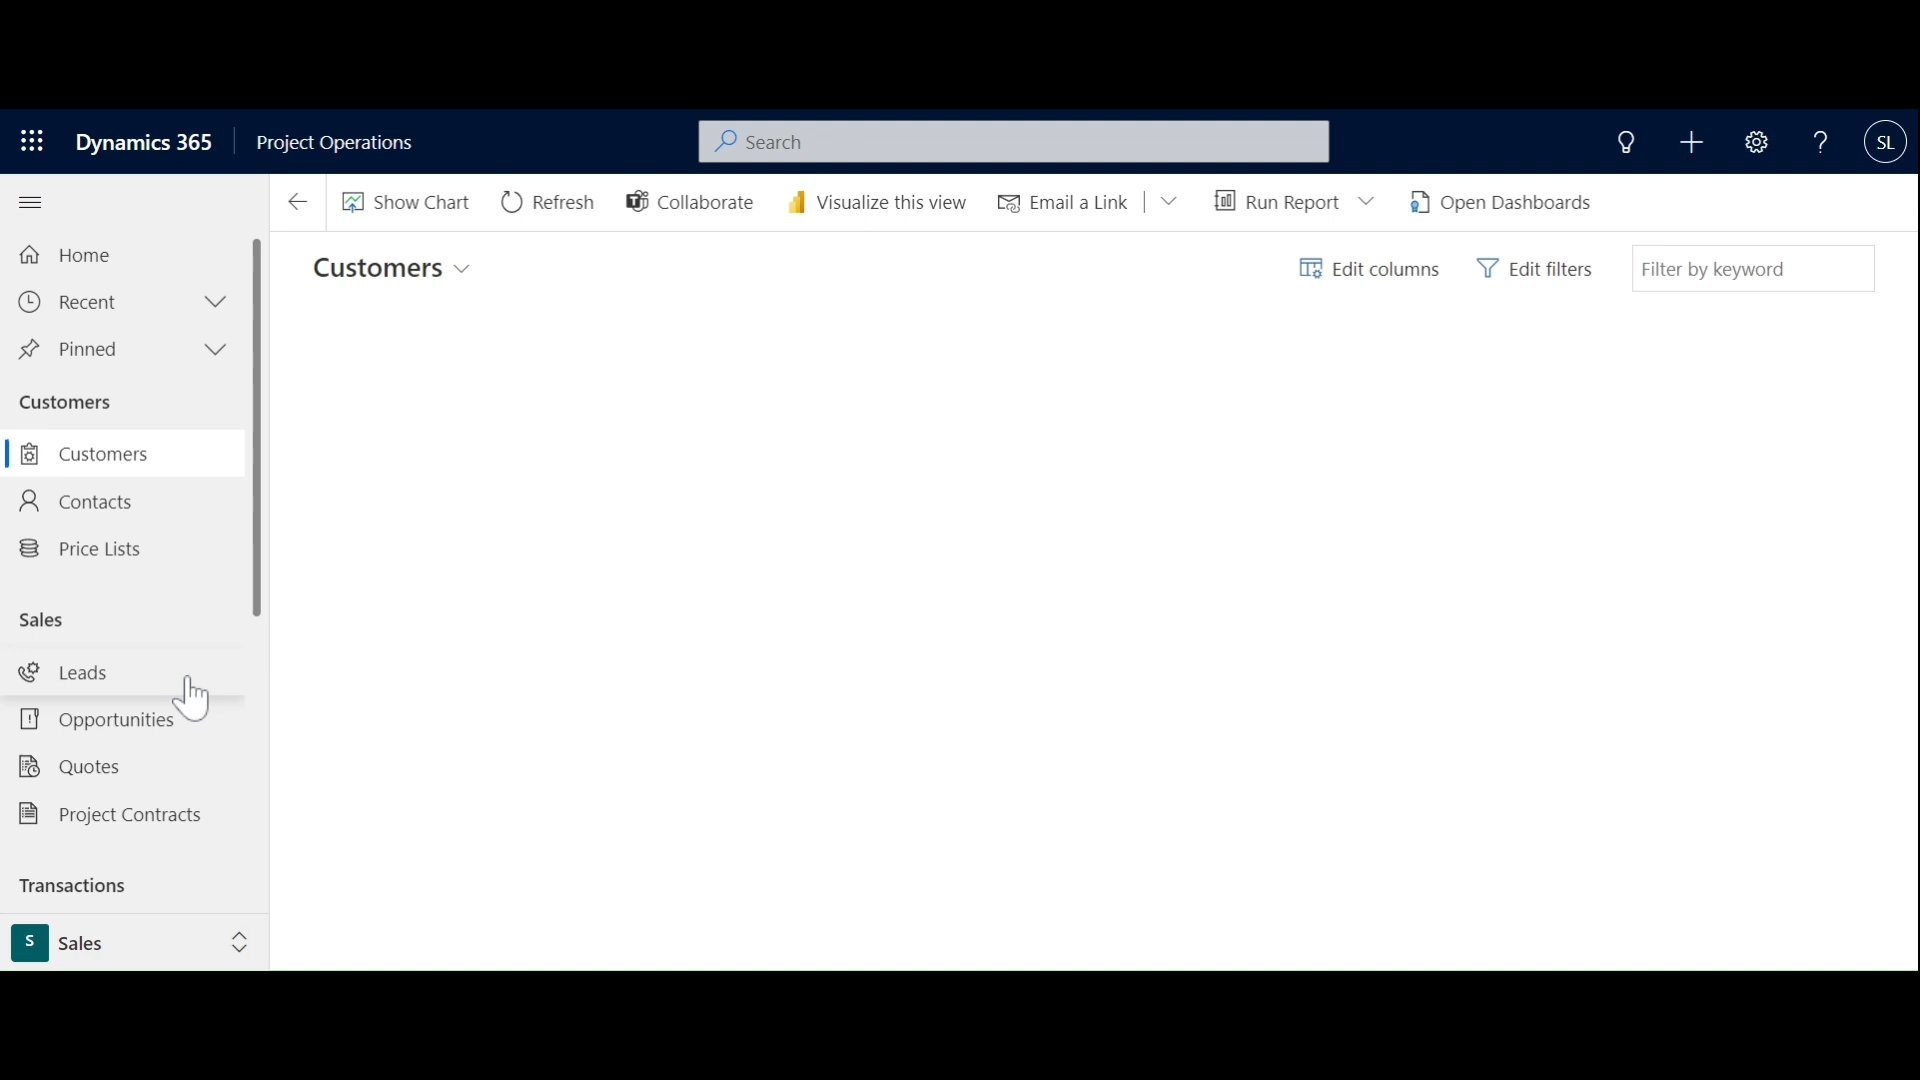 Dynamics 365 Project Operations Search SL
Show Chart Refresh Collaborate Visualize this view Email a Link Run Report Open Dashboards
Customers Edit columns Edit filters Filter by keyword
Home
Recent
Pinned
Customers
Customers
Contacts
Price Lists
Sales
Leads
Opportunities
Quotes
Project Contracts
Transactions
S Sales